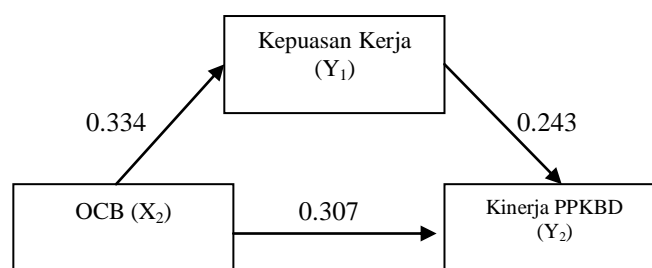 Kepuasan Kerja
(Y₁)
0.334
0.243
OCB (X₂)
0.307
Kinerja PPKBD
(Y₂)